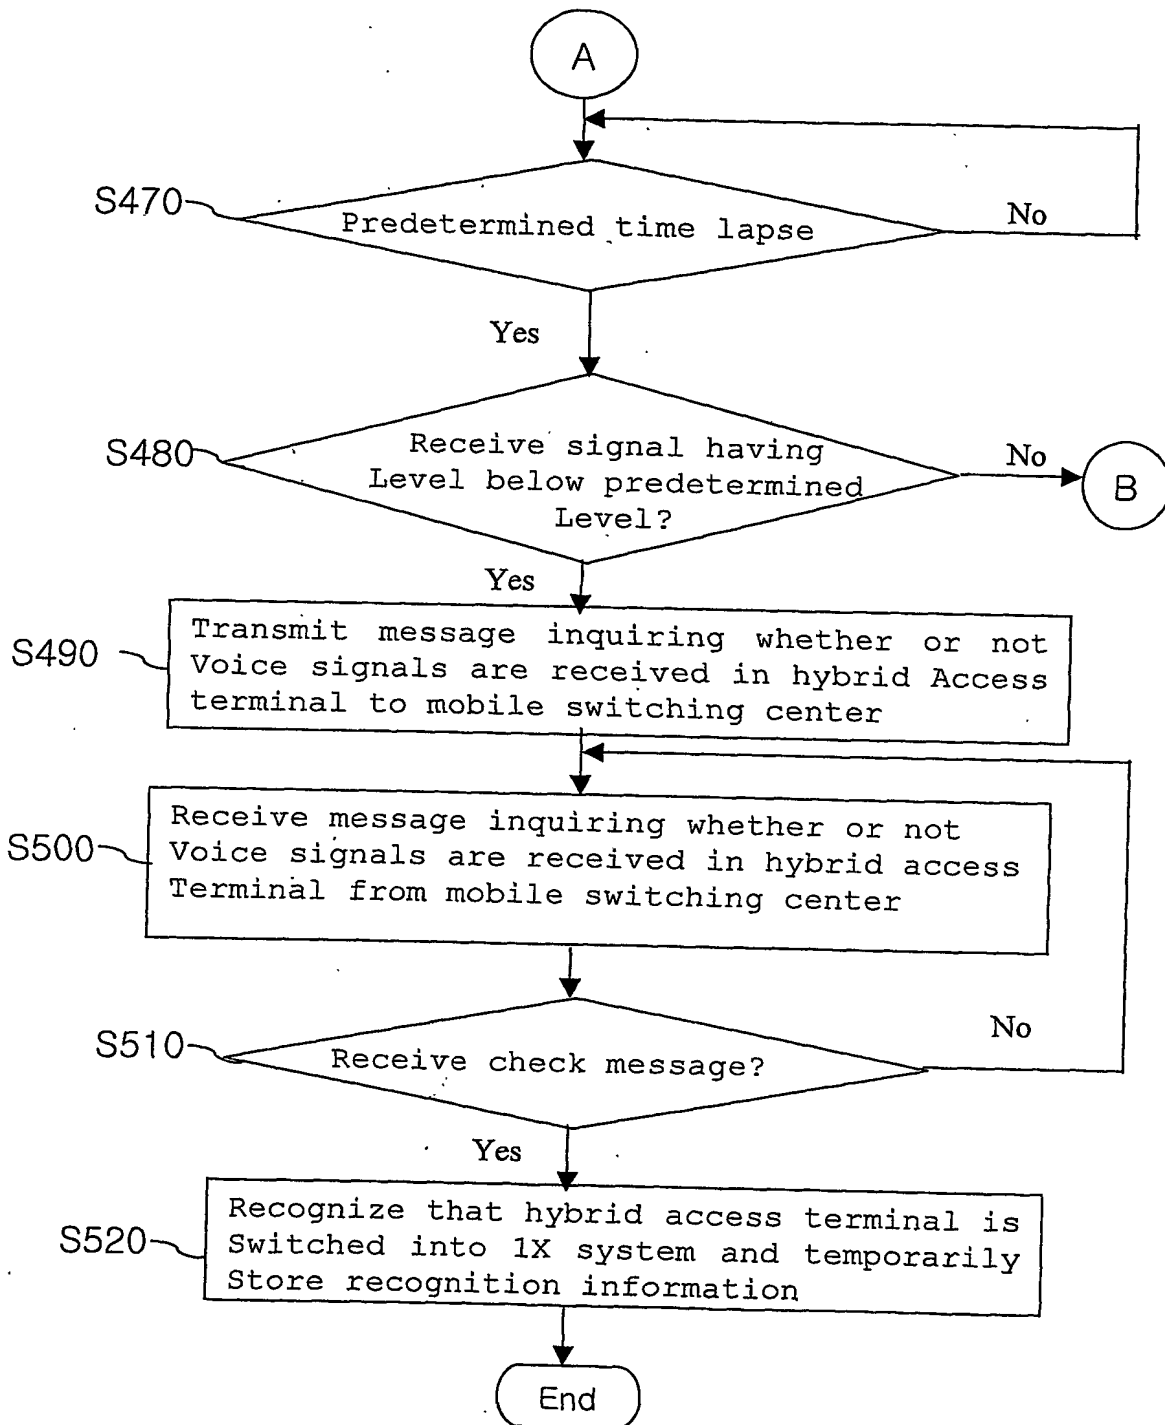 A
S470
Predetermined time lapse
No
Yes
S480
Receive signal having
Level below predetermined
Level?
No
B
Yes
S490
Transmit message inquiring whether or not
Voice signals are received in hybrid Access
terminal to mobile switching center
S500
Receive message inquiring whether or not
Voice signals are received in hybrid access
Terminal from mobile switching center
S510
Receive check message?
No
Yes
S520
Recognize that hybrid access terminal is
Switched into 1X system and temporarily
Store recognition information
End